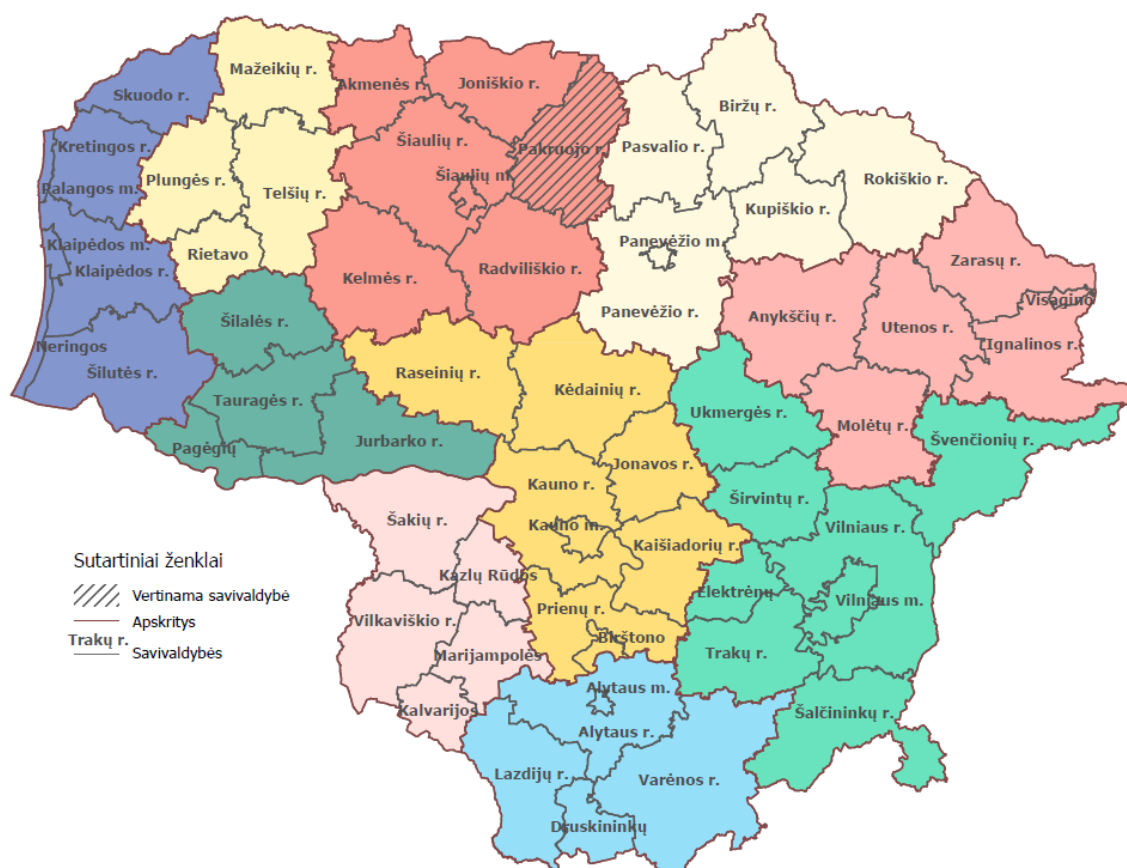 Mažeikių r.
Akmenės r.
Joniškio r.
Skuodo r.
Biržų r.
Kretingos r.
Šiaulių r.
Pakruojo r.
Pasvalio r.
Palangos m.
Plungės r.
Telšių r.
Šiaulių m.
Rokiškio r.
Kupiškio r.
Klaipėdos m.
Rietavo
Panevėžio m.
Klaipėdos r.
Kelmės r.
Radviliškio r.
Zarasų r.
Visagino
Šilalės r.
Panevėžio r.
Anykščių r.
Utenos r.
Neringos
Ignalinos r.
Šilutės r.
Raseinių r.
Kėdainių r.
Tauragės r.
Ukmergės r.
Molėtų r.
Pagėgių
Jurbarko r.
Švenčionių r.
Jonavos r.
Kauno r.
Širvintų r.
Šakių r.
Kauno m.
Vilniaus r.
Kaišiadorių r.
Kazlų Rūdos
Elektrėnų
Vilniaus m.
Prienų r.
Vilkaviškio r.
Birštono
Marijampolės
Trakų r.
Alytaus m.
Kalvarijos
Šalčininkų r.
Alytaus r.
Lazdijų r.
Varėnos r.
Druskininkų
Sutartiniai ženklai
Vertinama savivaldybė
Apskritys
Trakų r.
Savivaldybės